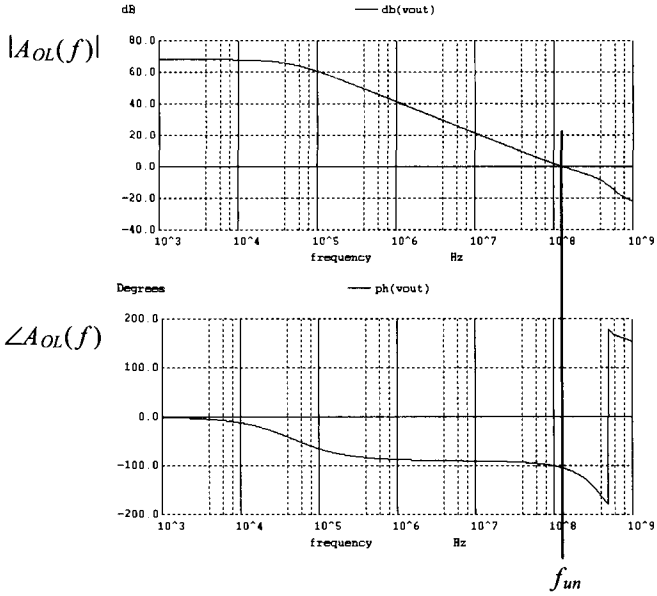 dB
db(vout)
|A_OL(f)|
80.0
60.0
40.0
20.0
0.0
-20.0
-40.0
10^3 10^4 10^5 10^6 10^7 10^8 10^9
frequency Hz
Degrees
ph(vout)
∠A_OL(f)
200.0
100.0
0.0
-100.0
-200.0
10^3 10^4 10^5 10^6 10^7 10^8 10^9
frequency Hz
f_un